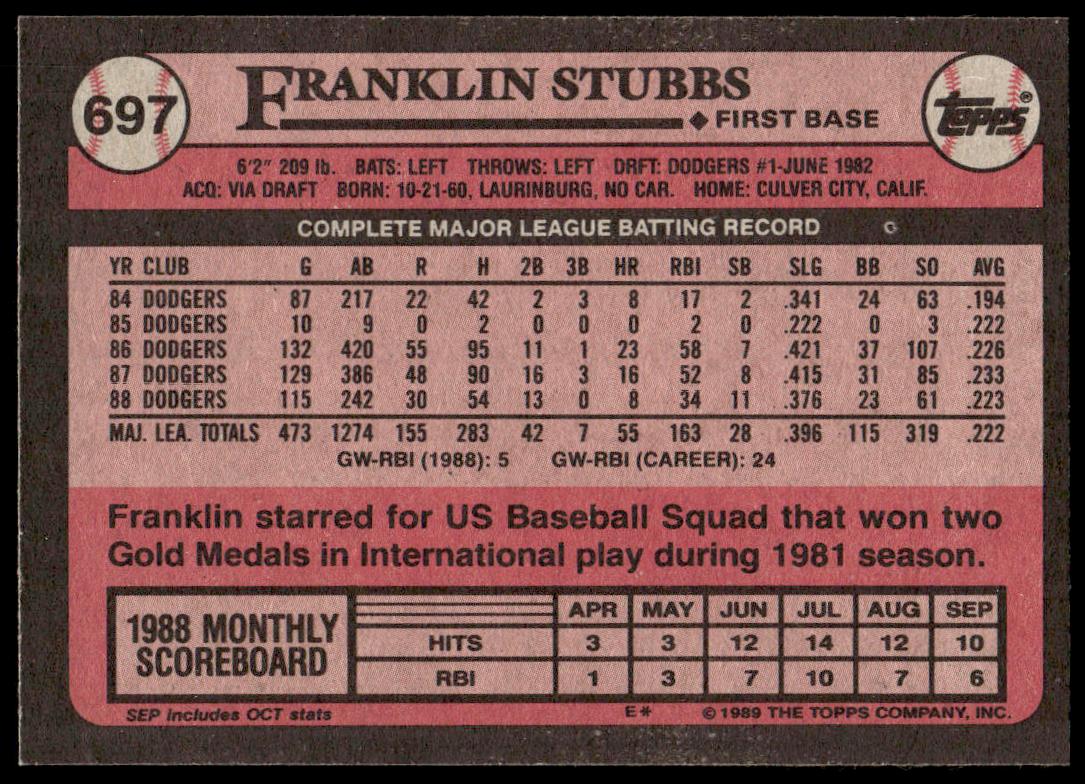 697
FRANKLIN STUBBS
FIRST BASE
TOPPS®
6'2" 209 lb. BATS: LEFT THROWS: LEFT DRFT: DODGERS #1-JUNE 1982
ACQ: VIA DRAFT BORN: 10-21-60, LAURINBURG, NO CAR. HOME: CULVER CITY, CALIF.
COMPLETE MAJOR LEAGUE BATTING RECORD
YR CLUB G AB R H 2B 3B HR RBI SB SLG BB SO AVG
84 DODGERS 87 217 22 42 2 3 8 17 2 .341 24 63 .194
85 DODGERS 10 9 0 2 0 0 0 2 0 .222 0 3 .222
86 DODGERS 132 420 55 95 11 1 23 58 7 .421 37 107 .226
87 DODGERS 129 386 48 90 16 3 16 52 8 .415 31 85 .233
88 DODGERS 115 242 30 54 13 0 8 34 11 .376 23 61 .223
MAJ. LEA. TOTALS 473 1274 155 283 42 7 55 163 28 .396 115 319 .222
GW-RBI (1988): 5 GW-RBI (CAREER): 24
Franklin starred for US Baseball Squad that won two
Gold Medals in International play during 1981 season.
1988 MONTHLY
SCOREBOARD
APR MAY JUN JUL AUG SEP
HITS 3 3 12 14 12 10
RBI 1 3 7 10 7 6
SEP includes OCT stats
E* © 1989 THE TOPPS COMPANY, INC.